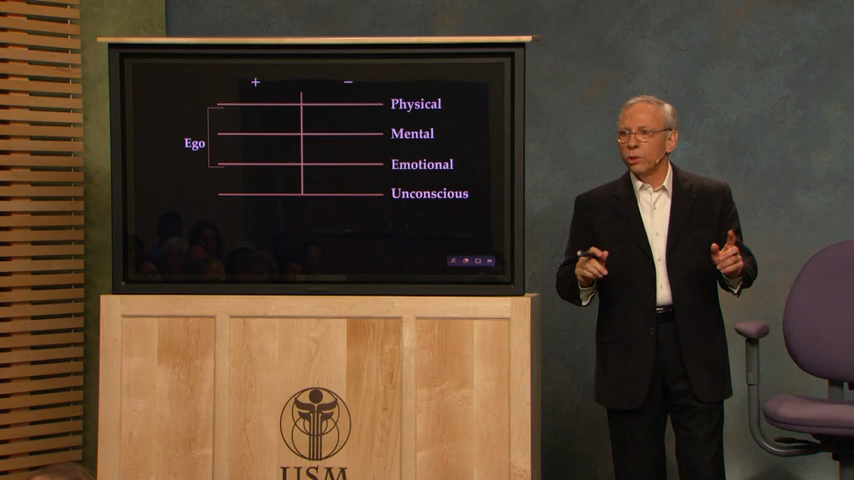 + −
Physical
Mental
Ego
Emotional
Unconscious
USM